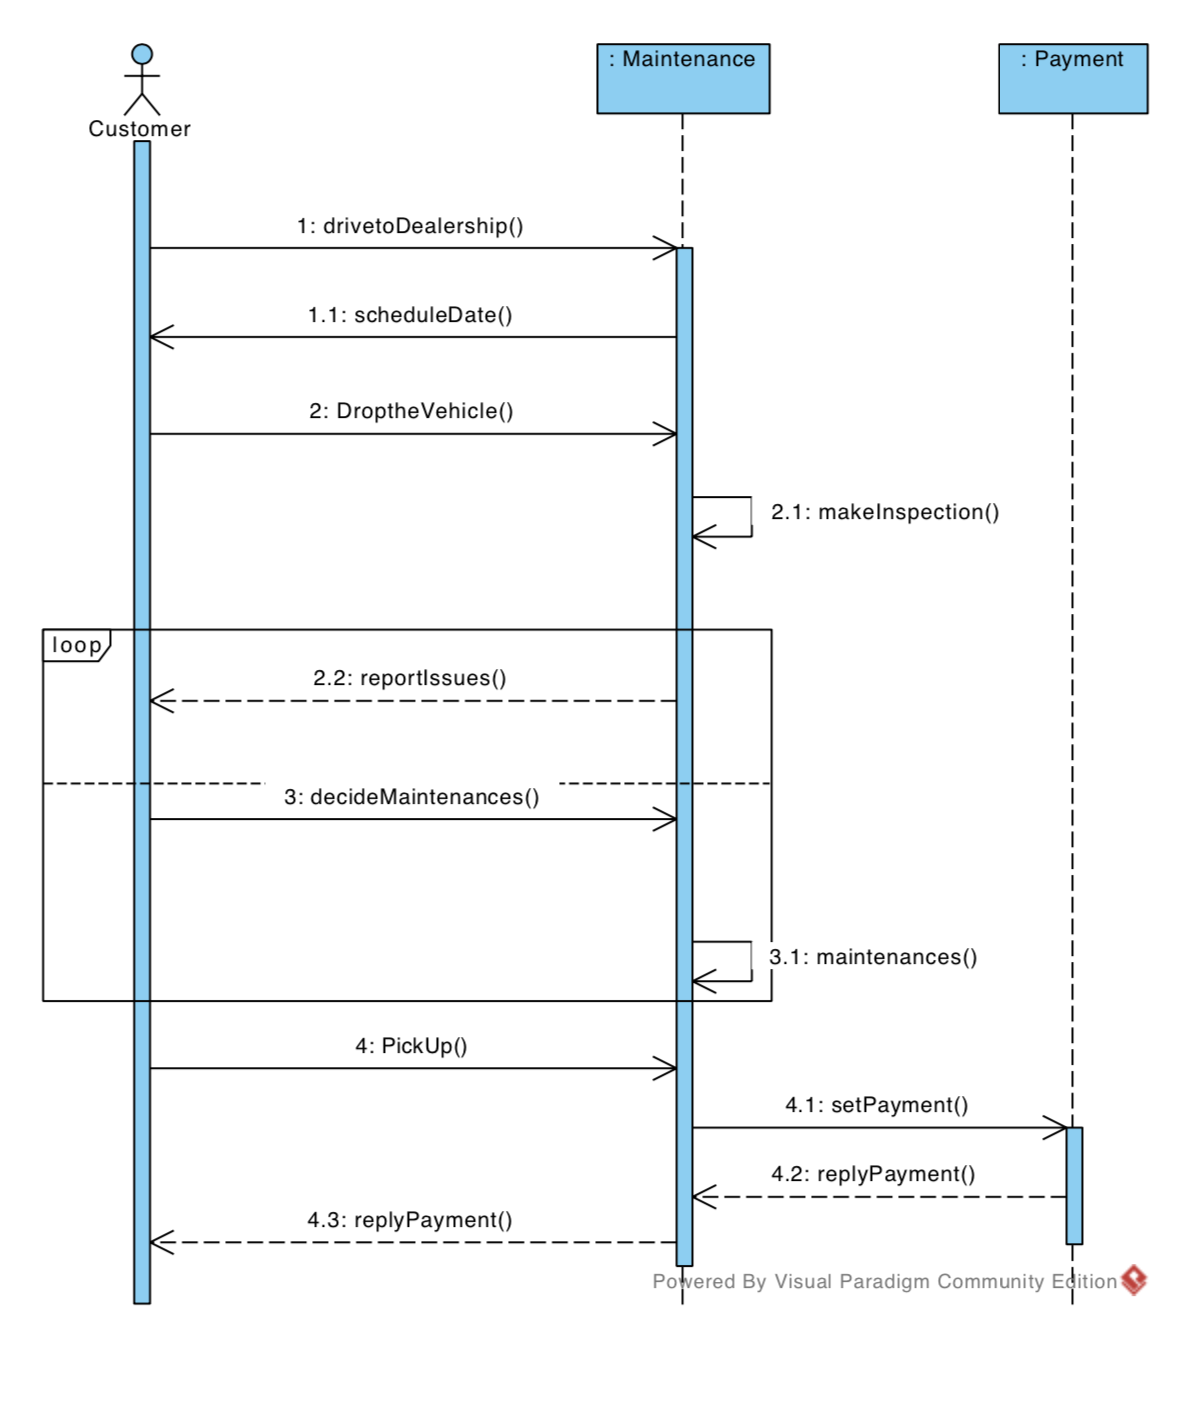 : Maintenance
: Payment
Customer
1: drivetoDealership()
1.1: scheduleDate()
2: DroptheVehicle()
2.1: makeInspection()
loop
2.2: reportIssues()
3: decideMaintenances()
3.1: maintenances()
4: PickUp()
4.1: setPayment()
4.2: replyPayment()
4.3: replyPayment()
Powered By Visual Paradigm Community Edition